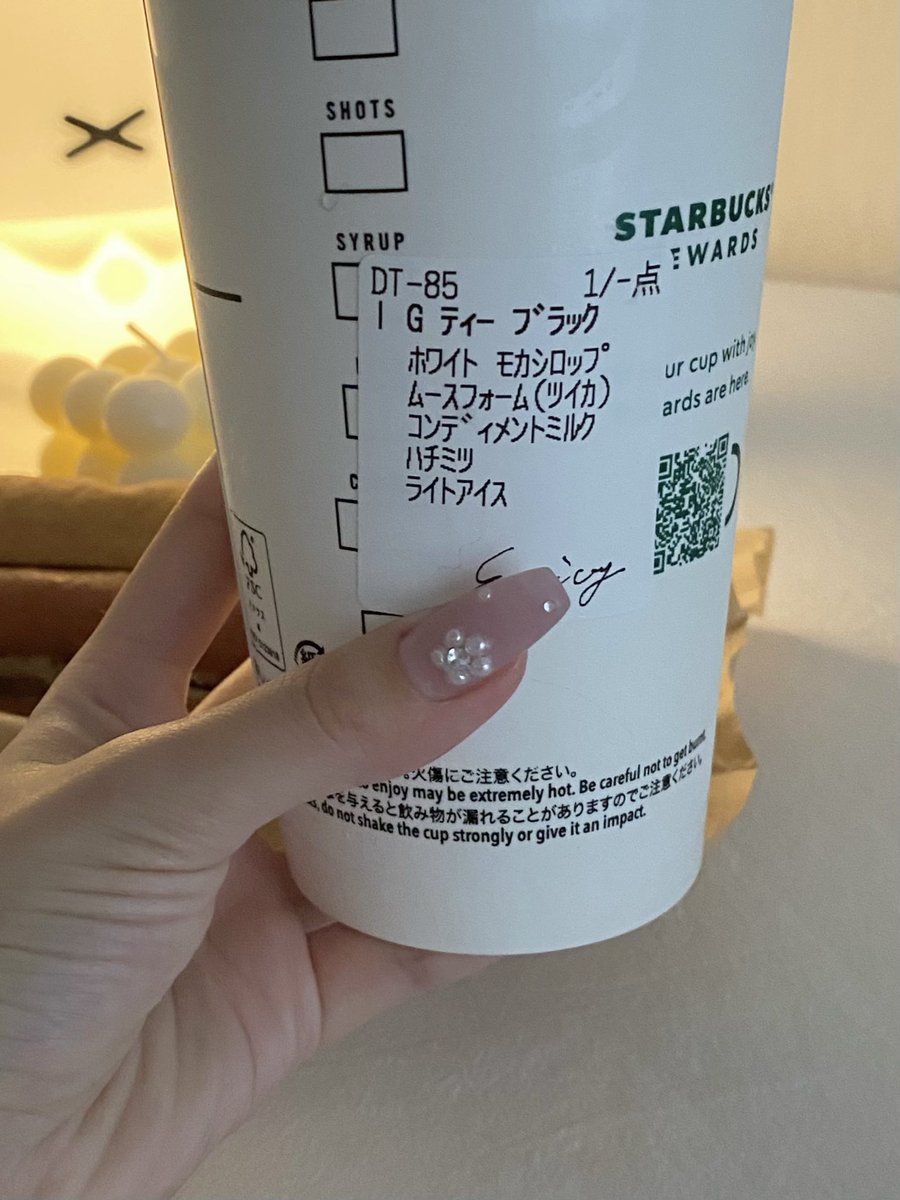 SHOTS
SYRUP
STARBUCKS
EWARDS
DT-85 1/-点
I G ティー ブラック
ホワイト モカシロップ
ムースフォーム(ツイカ)
コンディメントミルク
ハチミツ
ライトアイス
ur cup with joy
ards are here.
FSC
。火傷にご注意ください。
enjoy may be extremely hot. Be careful not to get burnt.
を与えると飲み物が漏れることがありますのでご注意ください。
do not shake the cup strongly or give it an impact.